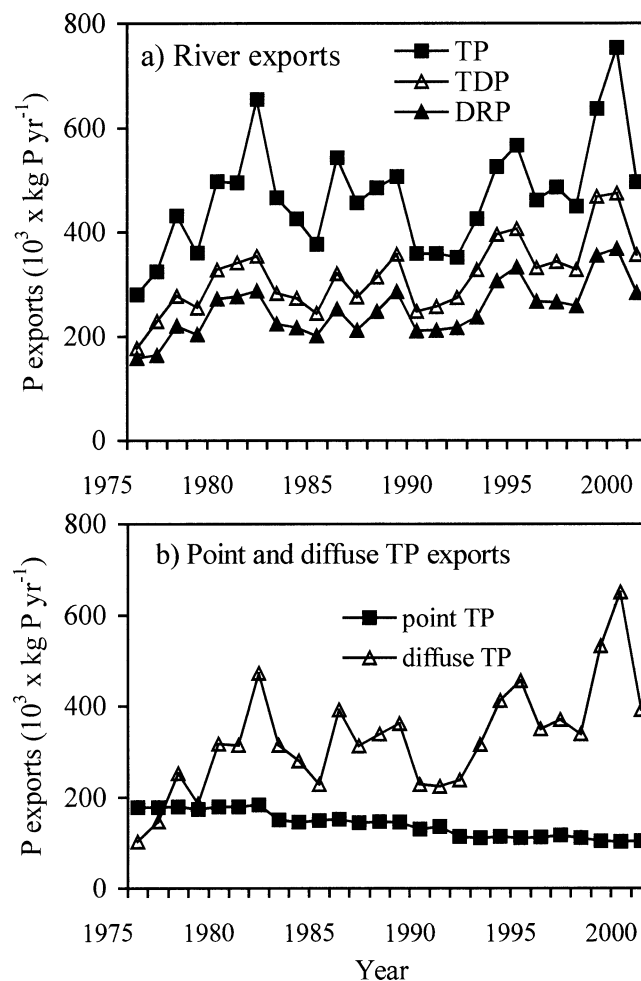 800
a) River exports
TP
TDP
DRP
600
400
200
0
P exports (10³ x kg P yr⁻¹)
1975 1980 1985 1990 1995 2000
800
b) Point and diffuse TP exports
point TP
diffuse TP
600
400
200
0
P exports (10³ x kg P yr⁻¹)
1975 1980 1985 1990 1995 2000
Year